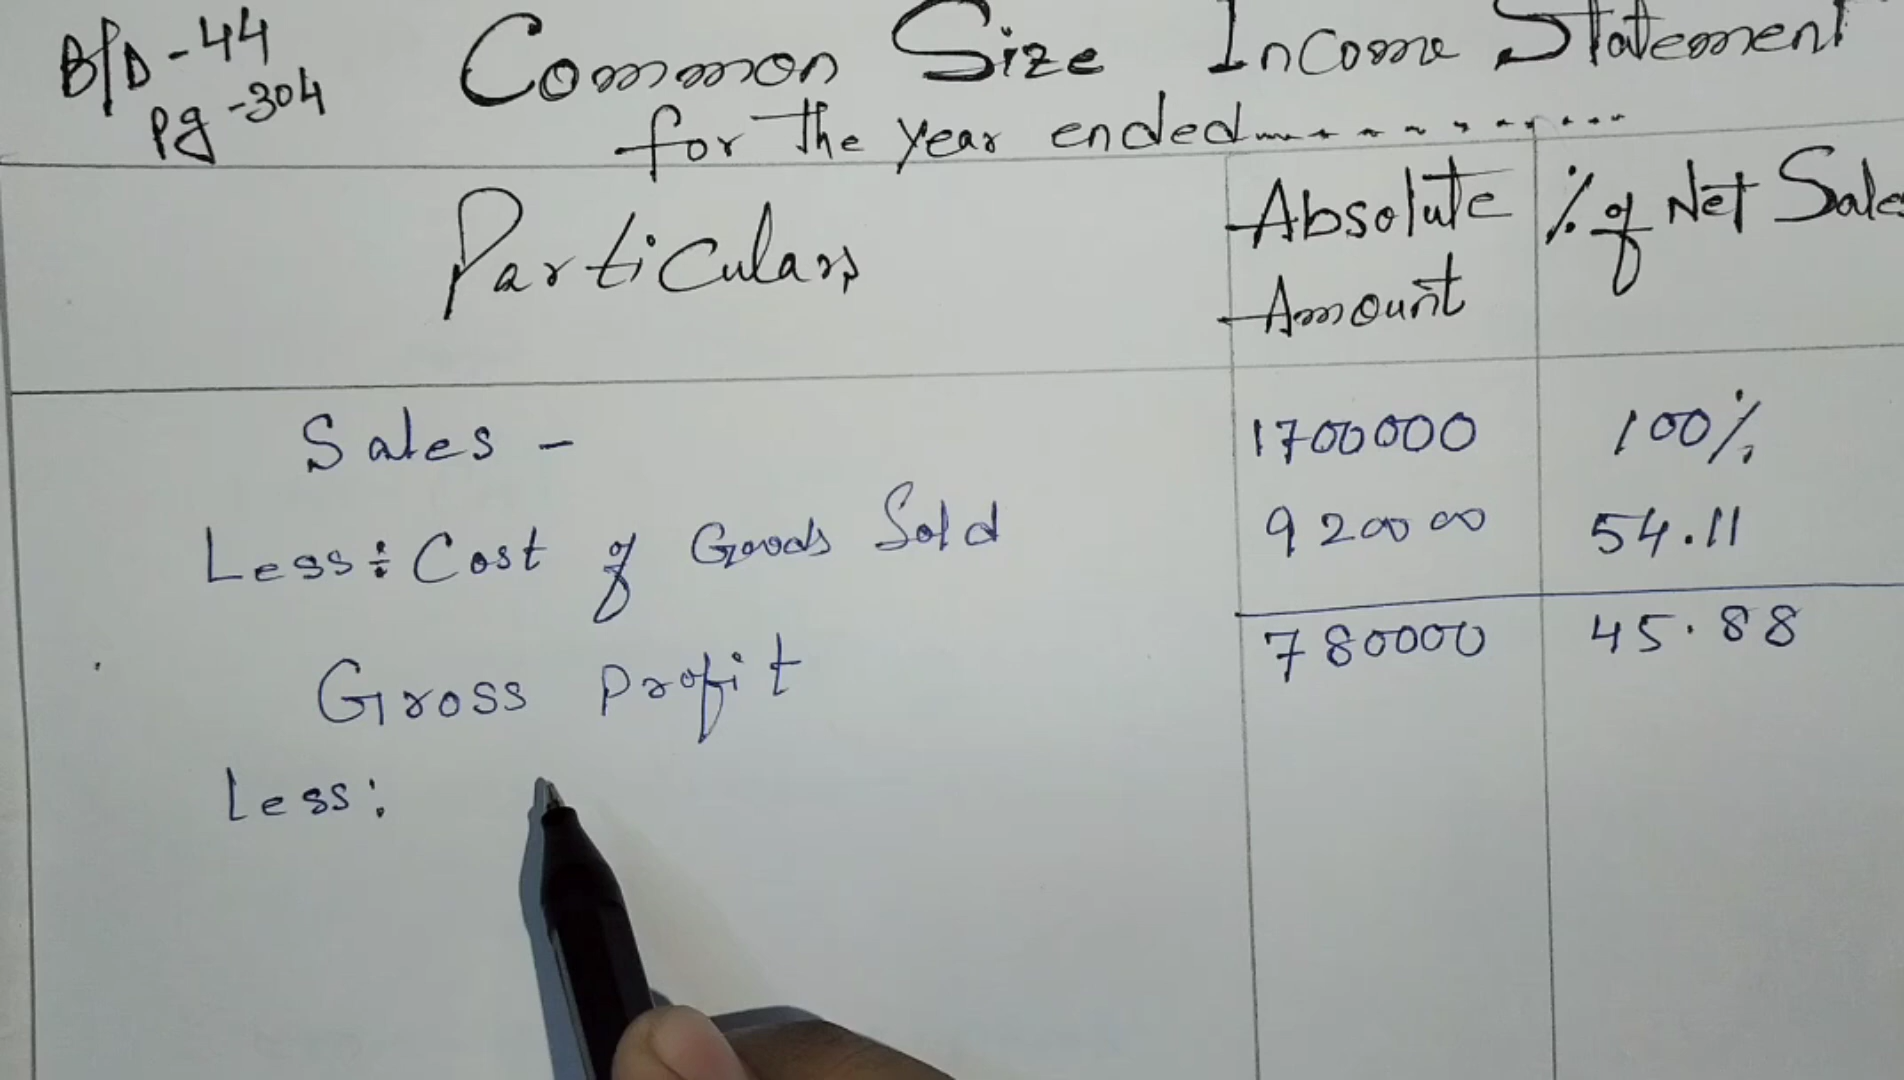 B/D-44
Pg-304
Common Size Income Statement
for the year ended...........
Particulars
Absolute Amount
% of Net Sales
Sales - 1700000 100%
Less: Cost of Goods Sold 920000 54.11
Gross Profit 780000 45.88
Less: